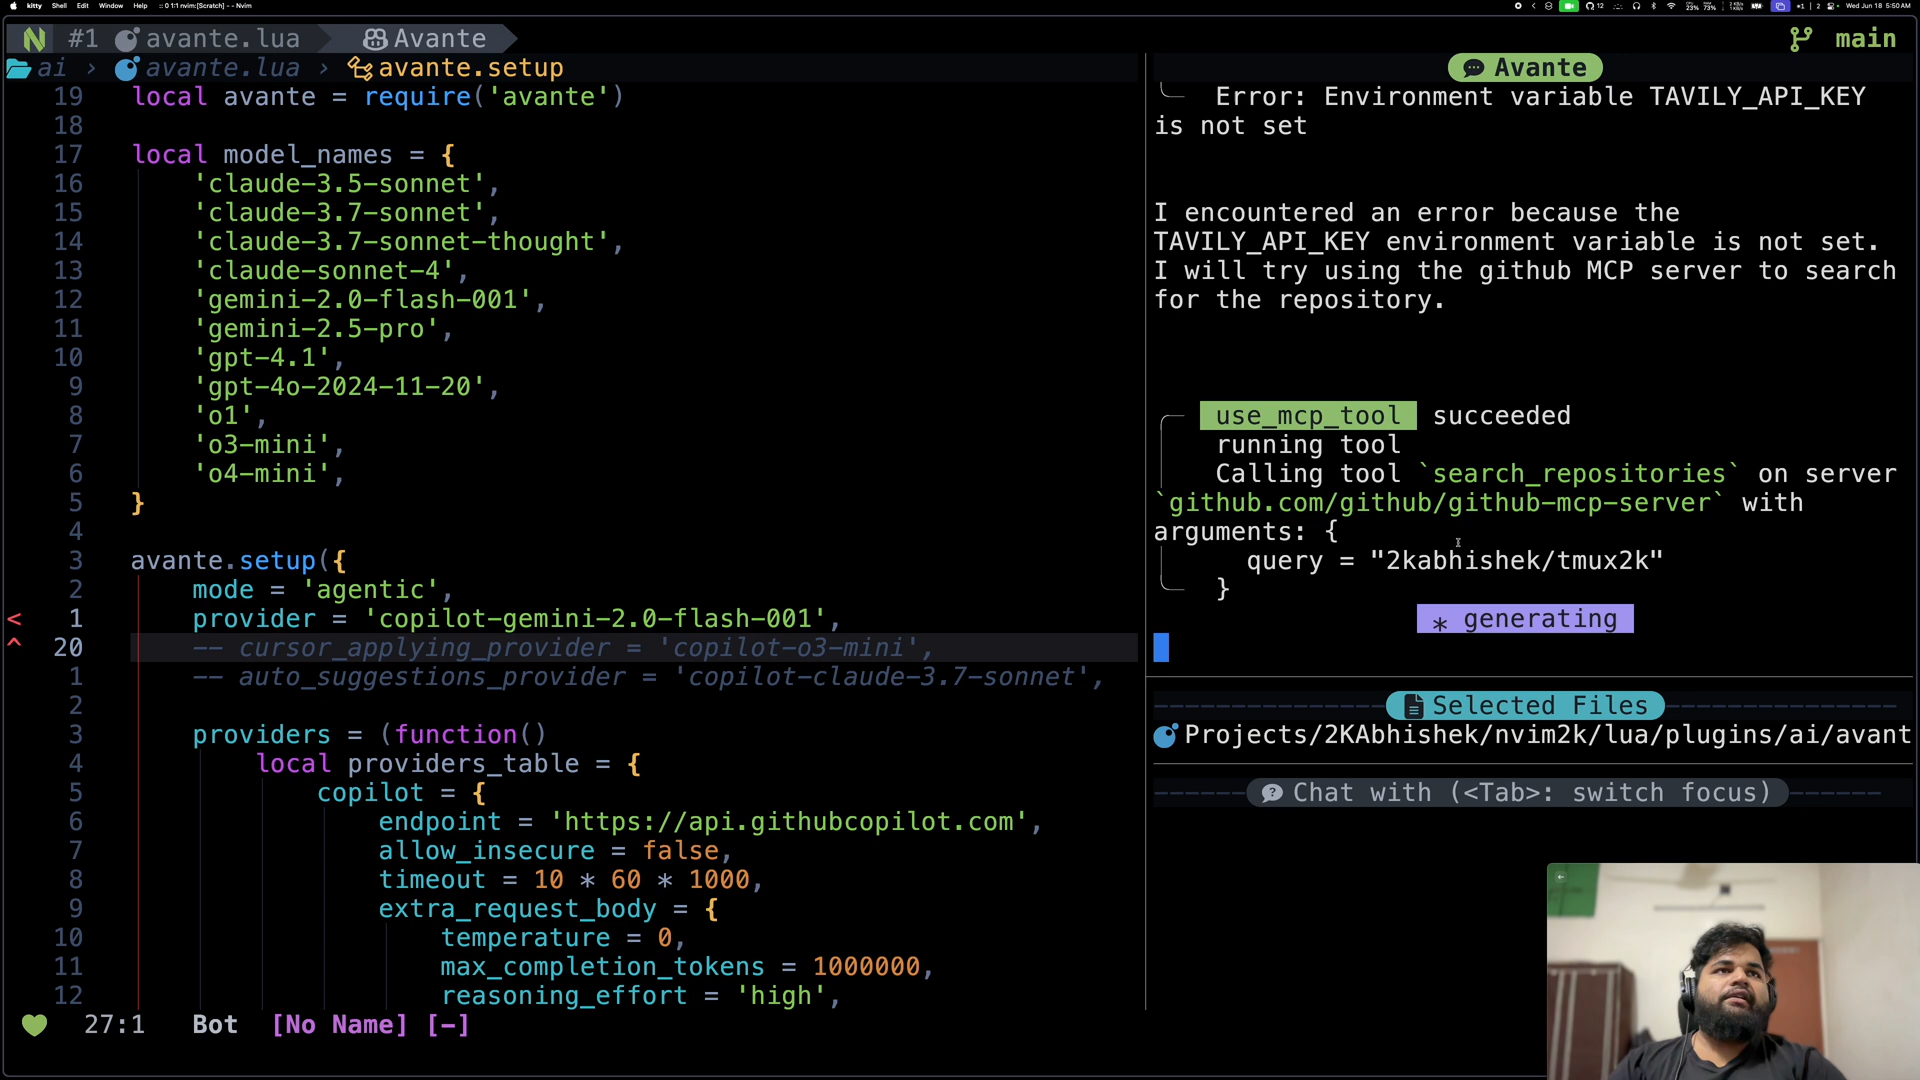 kitty Shell Edit Window Help :: 0 1:1 nvim:[Scratch] - - Nvim
12 23% 73% Wed Jun 18 5:50 AM
#1 avante.lua Avante main
ai › avante.lua › avante.setup
19 local avante = require('avante')
18
17 local model_names = {
16 'claude-3.5-sonnet',
15 'claude-3.7-sonnet',
14 'claude-3.7-sonnet-thought',
13 'claude-sonnet-4',
12 'gemini-2.0-flash-001',
11 'gemini-2.5-pro',
10 'gpt-4.1',
9 'gpt-4o-2024-11-20',
8 'o1',
7 'o3-mini',
6 'o4-mini',
5 }
4
3 avante.setup({
2 mode = 'agentic',
< 1 provider = 'copilot-gemini-2.0-flash-001',
^ 20 -- cursor_applying_provider = 'copilot-o3-mini',
1 -- auto_suggestions_provider = 'copilot-claude-3.7-sonnet',
2
3 providers = (function()
4 local providers_table = {
5 copilot = {
6 endpoint = 'https://api.githubcopilot.com',
7 allow_insecure = false,
8 timeout = 10 * 60 * 1000,
9 extra_request_body = {
10 temperature = 0,
11 max_completion_tokens = 1000000,
12 reasoning_effort = 'high',
27:1 Bot [No Name] [-]
Avante
Error: Environment variable TAVILY_API_KEY
is not set
I encountered an error because the
TAVILY_API_KEY environment variable is not set.
I will try using the github MCP server to search
for the repository.
use_mcp_tool succeeded
running tool
Calling tool `search_repositories` on server
`github.com/github/github-mcp-server` with
arguments: {
query = "2kabhishek/tmux2k"
}
* generating
Selected Files
Projects/2KAbhishek/nvim2k/lua/plugins/ai/avant
Chat with (<Tab>: switch focus)